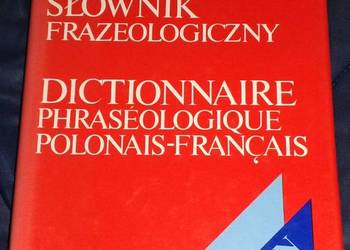 SŁOWNIK
FRAZEOLOGICZNY
DICTIONNAIRE
PHRASÉOLOGIQUE
POLONAIS-FRANÇAIS